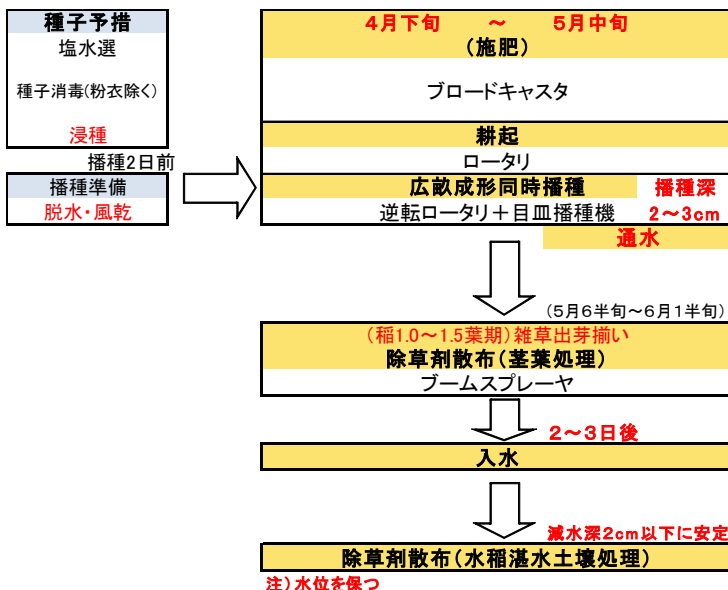 種子予措
塩水選
種子消毒(粉衣除く)
浸種
播種2日前
播種準備
脱水・風乾
4月下旬 ～ 5月中旬
(施肥)
ブロードキャスタ
耕起
ロータリ
広畝成形同時播種 播種深
逆転ロータリ＋目皿播種機 2～3cm
通水
(5月6半旬～6月1半旬)
(稲1.0～1.5葉期)雑草出芽揃い
除草剤散布(茎葉処理)
ブームスプレーヤ
2～3日後
入水
減水深2cm以下に安定
除草剤散布(水稲湛水土壌処理)
注)水位を保つ